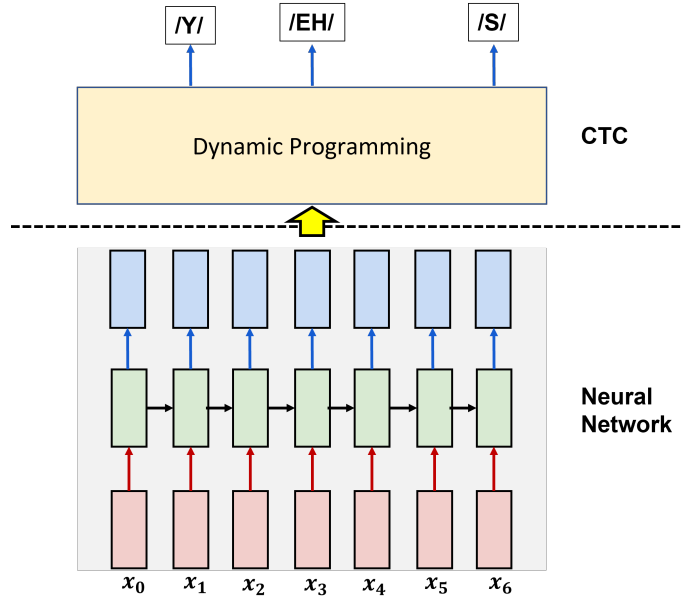 /Y/ /EH/ /S/
Dynamic Programming
CTC
Neural
Network
x₀ x₁ x₂ x₃ x₄ x₅ x₆